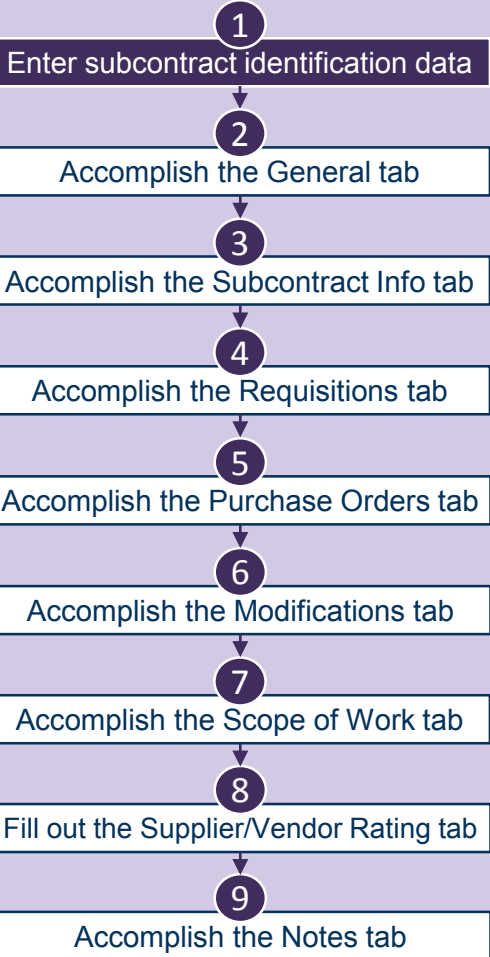 1
Enter subcontract identification data
2
Accomplish the General tab
3
Accomplish the Subcontract Info tab
4
Accomplish the Requisitions tab
5
Accomplish the Purchase Orders tab
6
Accomplish the Modifications tab
7
Accomplish the Scope of Work tab
8
Fill out the Supplier/Vendor Rating tab
9
Accomplish the Notes tab